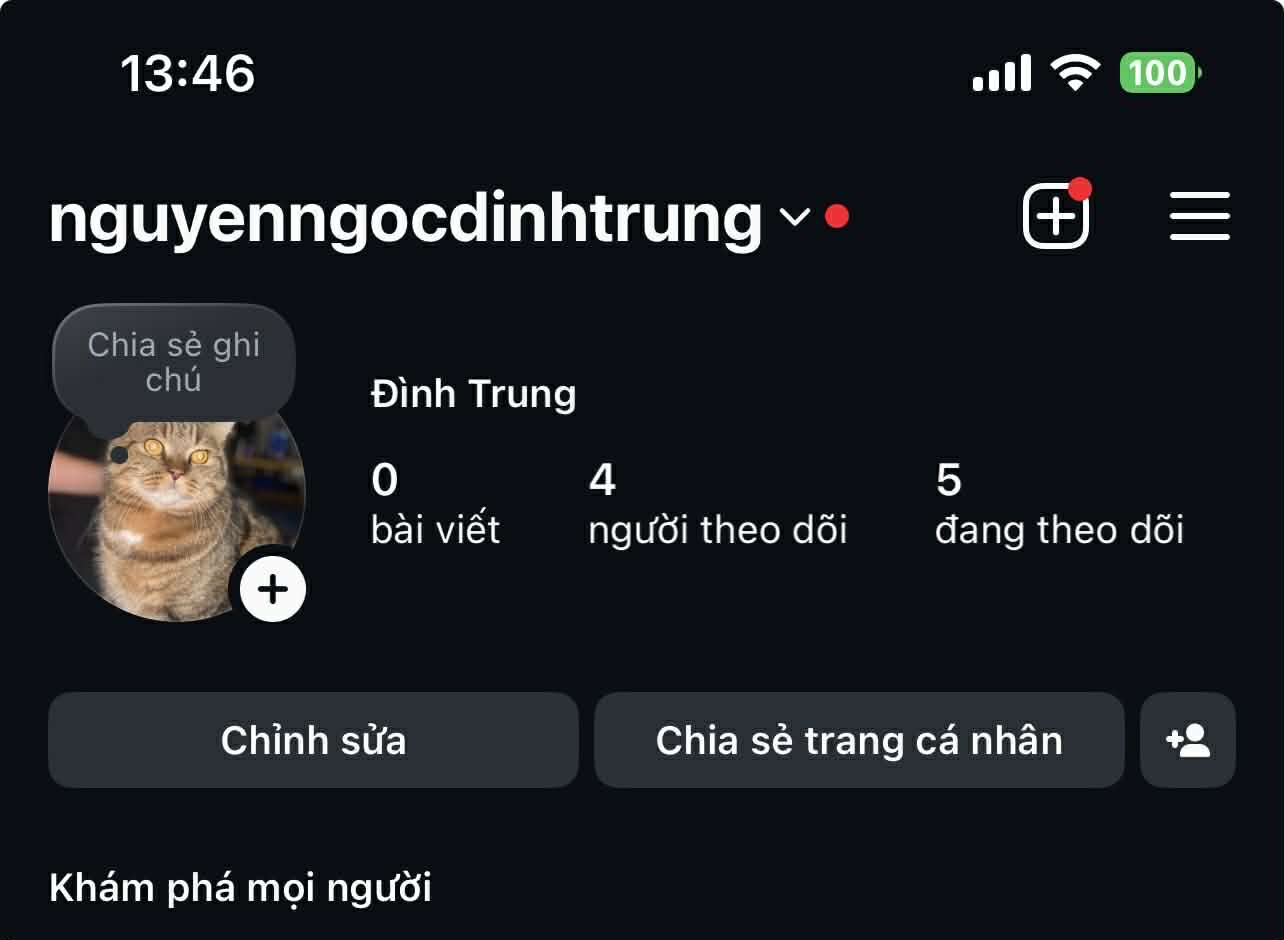 13:46
100
nguyenngocdinhtrung
Chia sẻ ghi
chú
Đình Trung
0
4
5
bài viết
người theo dõi
đang theo dõi
Chỉnh sửa
Chia sẻ trang cá nhân
Khám phá mọi người